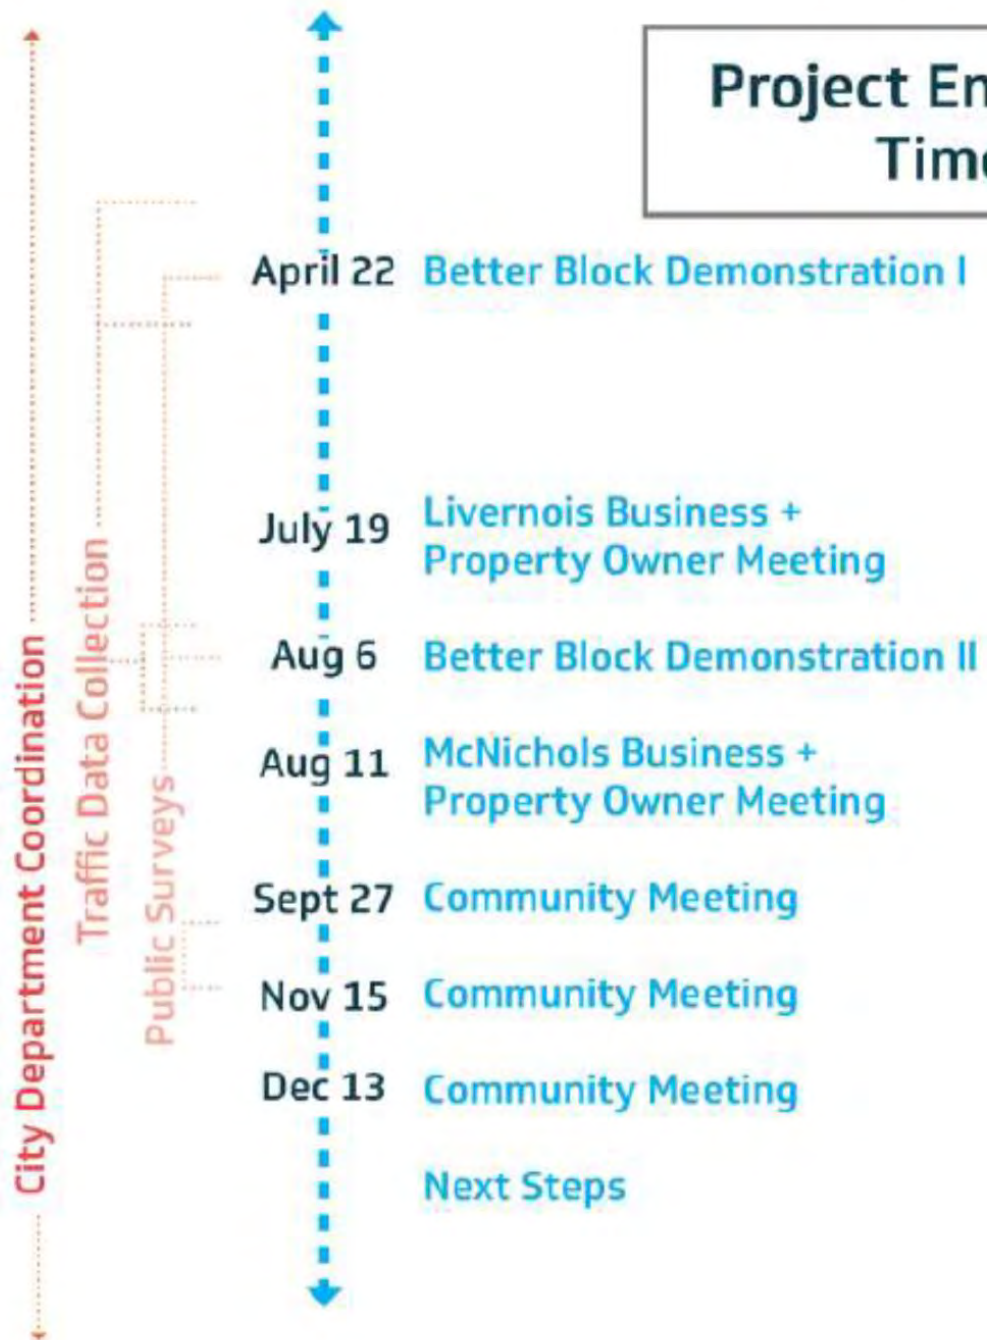 Project En
Time
April 22 Better Block Demonstration I
July 19 Livernois Business +
Property Owner Meeting
Aug 6 Better Block Demonstration II
Aug 11 McNichols Business +
Property Owner Meeting
Sept 27 Community Meeting
Nov 15 Community Meeting
Dec 13 Community Meeting
Next Steps
City Department Coordination
Traffic Data Collection
Public Surveys